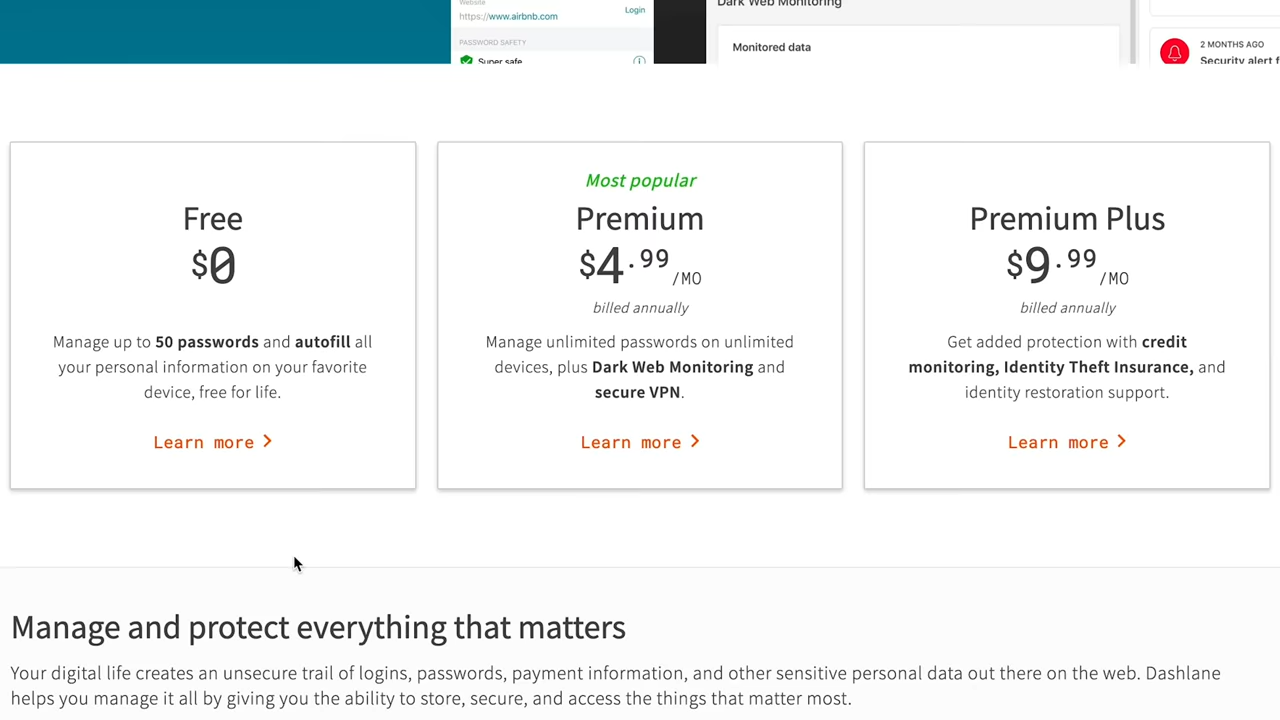 Website
https://www.airbnb.com
Login
PASSWORD SAFETY
Super safe
Dark Web Monitoring
Monitored data
2 MONTHS AGO
Security alert f
Free
$0
Manage up to 50 passwords and autofill all
your personal information on your favorite
device, free for life.
Learn more
Most popular
Premium
$4.99/MO
billed annually
Manage unlimited passwords on unlimited
devices, plus Dark Web Monitoring and
secure VPN.
Learn more
Premium Plus
$9.99/MO
billed annually
Get added protection with credit
monitoring, Identity Theft Insurance, and
identity restoration support.
Learn more
Manage and protect everything that matters
Your digital life creates an unsecure trail of logins, passwords, payment information, and other sensitive personal data out there on the web. Dashlane
helps you manage it all by giving you the ability to store, secure, and access the things that matter most.